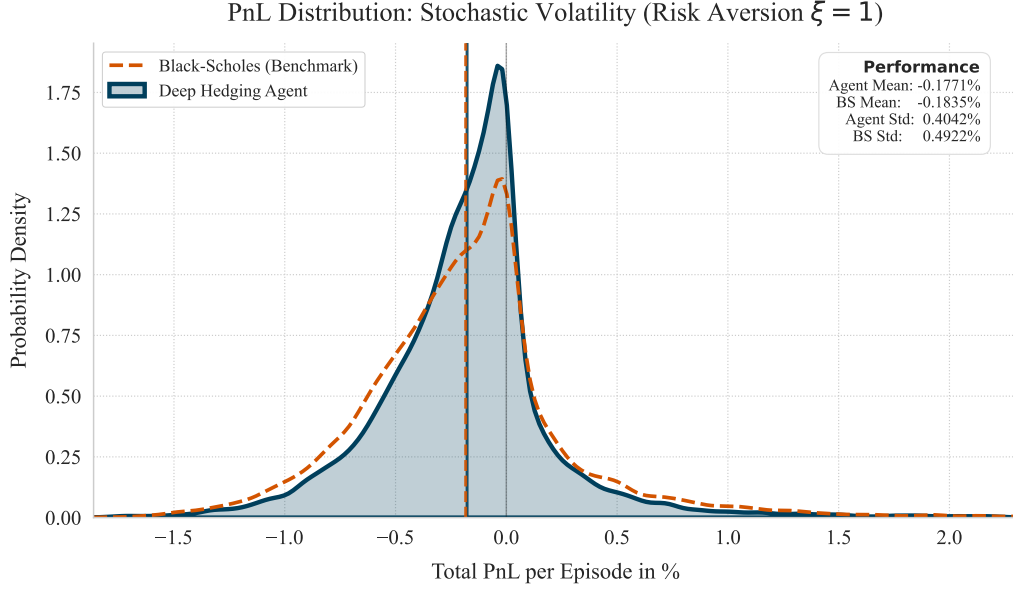 PnL Distribution: Stochastic Volatility (Risk Aversion ξ = 1)
Black-Scholes (Benchmark)
Deep Hedging Agent
Performance
Agent Mean: -0.1771%
BS Mean: -0.1835%
Agent Std: 0.4042%
BS Std: 0.4922%
Probability Density
1.75
1.50
1.25
1.00
0.75
0.50
0.25
0.00
−1.5 −1.0 −0.5 0.0 0.5 1.0 1.5 2.0
Total PnL per Episode in %